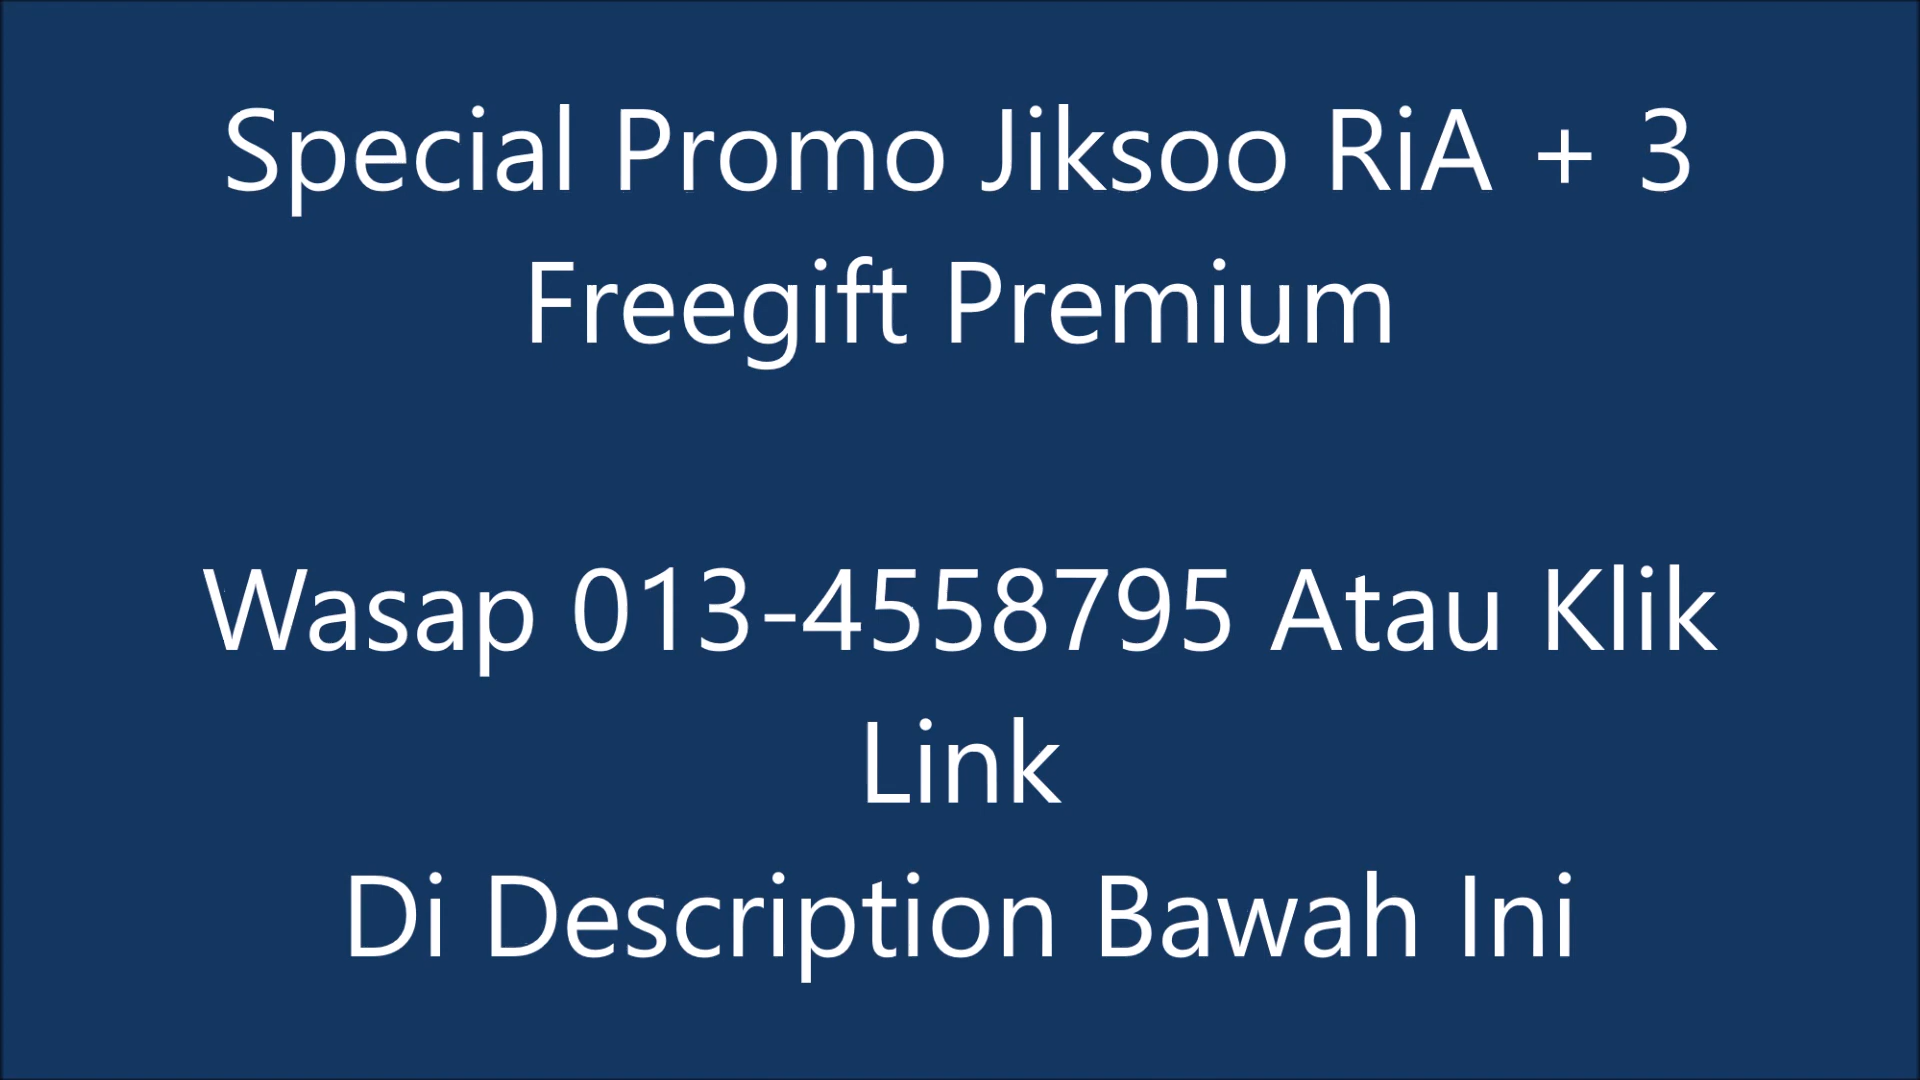 Special Promo Jiksoo RiA + 3
Freegift Premium
Wasap 013-4558795 Atau Klik
Link
Di Description Bawah Ini